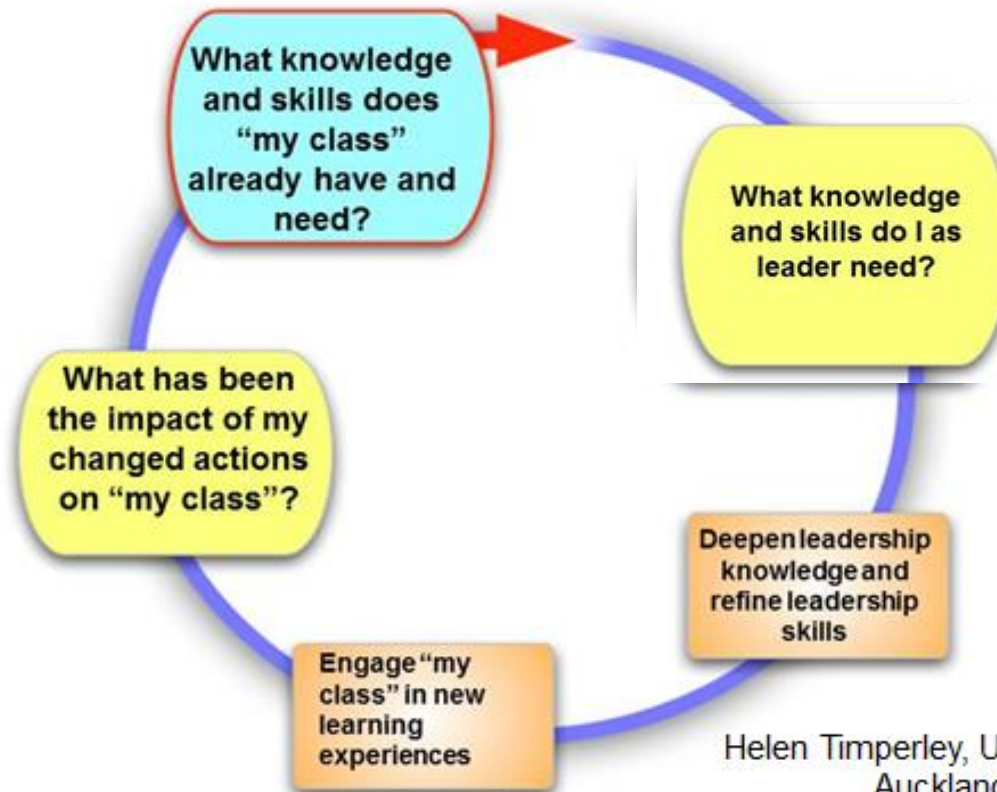 What knowledge
and skills does
“my class”
already have and
need?
What knowledge
and skills do I as
leader need?
Deepen leadership
knowledge and
refine leadership
skills
Engage “my
class” in new
learning
experiences
What has been
the impact of my
changed actions
on “my class”?
Helen Timperley, U
Auckland